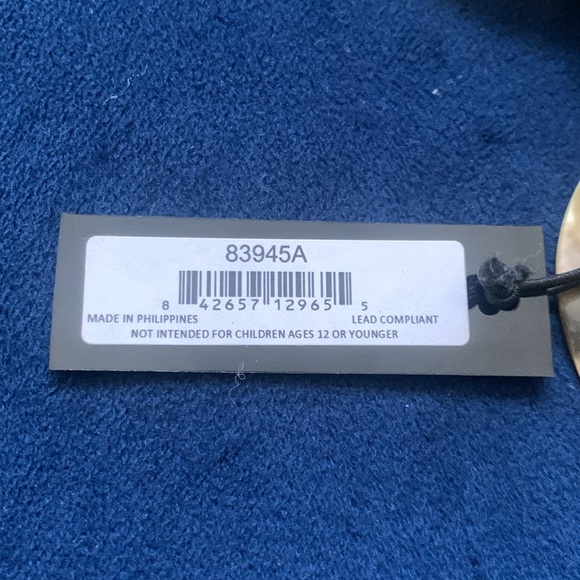 83945A
8 42657 12965 5
MADE IN PHILIPPINES LEAD COMPLIANT
NOT INTENDED FOR CHILDREN AGES 12 OR YOUNGER